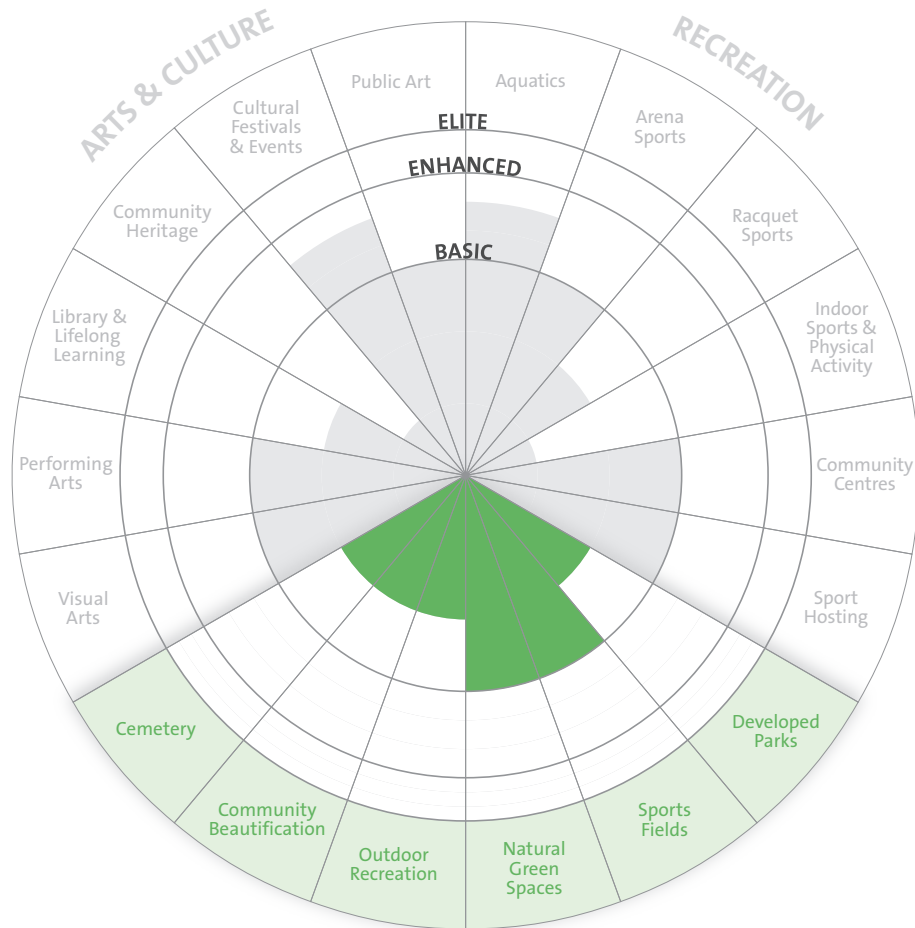 ARTS & CULTURE
RECREATION
Public Art
Aquatics
Cultural
Festivals
& Events
Arena
Sports
ELITE
ENHANCED
BASIC
Community
Heritage
Racquet
Sports
Library &
Lifelong
Learning
Indoor
Sports &
Physical
Activity
Performing
Arts
Community
Centres
Visual
Arts
Sport
Hosting
Cemetery
Developed
Parks
Community
Beautification
Sports
Fields
Outdoor
Recreation
Natural
Green
Spaces